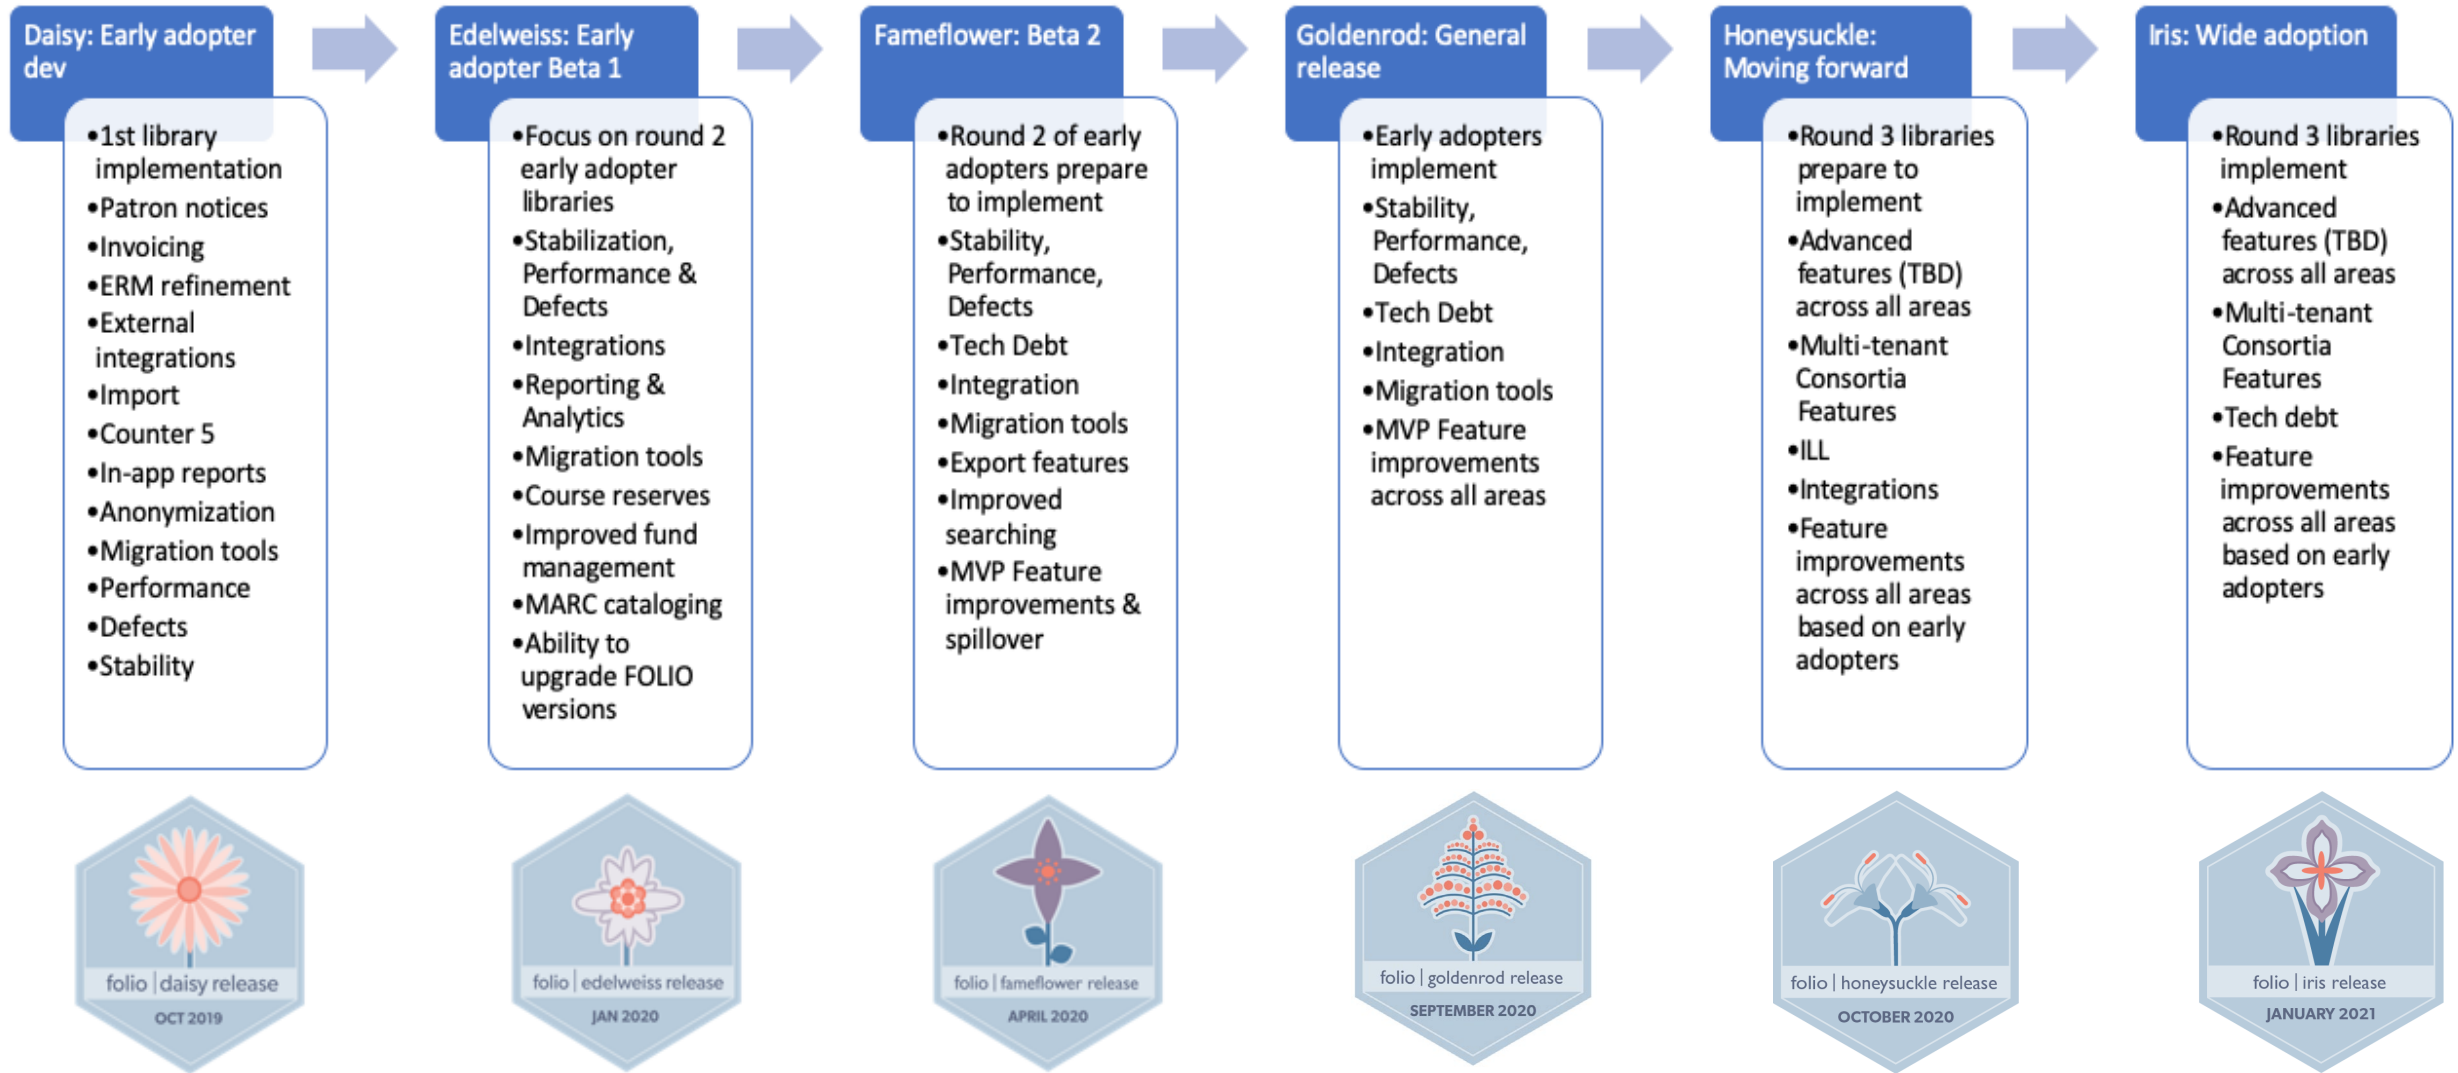 Daisy: Early adopter
dev
•1st library
implementation
•Patron notices
•Invoicing
•ERM refinement
•External
integrations
•Import
•Counter 5
•In-app reports
•Anonymization
•Migration tools
•Performance
•Defects
•Stability
folio | daisy release
OCT 2019
Edelweiss: Early
adopter Beta 1
•Focus on round 2
early adopter
libraries
•Stabilization,
Performance &
Defects
•Integrations
•Reporting &
Analytics
•Migration tools
•Course reserves
•Improved fund
management
•MARC cataloging
•Ability to
upgrade FOLIO
versions
folio | edelweiss release
JAN 2020
Fameflower: Beta 2
•Round 2 of early
adopters prepare
to implement
•Stability,
Performance,
Defects
•Tech Debt
•Integration
•Migration tools
•Export features
•Improved
searching
•MVP Feature
improvements &
spillover
folio | fameflower release
APRIL 2020
Goldenrod: General
release
•Early adopters
implement
•Stability,
Performance,
Defects
•Tech Debt
•Integration
•Migration tools
•MVP Feature
improvements
across all areas
folio | goldenrod release
SEPTEMBER 2020
Honeysuckle:
Moving forward
•Round 3 libraries
prepare to
implement
•Advanced
features (TBD)
across all areas
•Multi-tenant
Consortia
Features
•ILL
•Integrations
•Feature
improvements
across all areas
based on early
adopters
folio | honeysuckle release
OCTOBER 2020
Iris: Wide adoption
•Round 3 libraries
implement
•Advanced
features (TBD)
across all areas
•Multi-tenant
Consortia
Features
•Tech debt
•Feature
improvements
across all areas
based on early
adopters
folio | iris release
JANUARY 2021